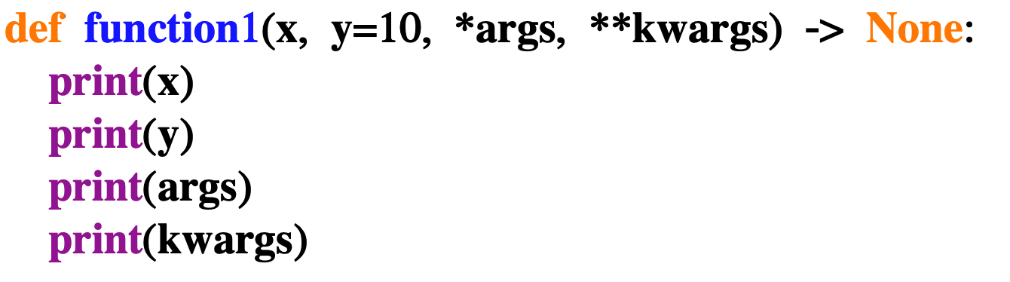 def function1(x, y=10, *args, **kwargs) -> None:
  print(x)
  print(y)
  print(args)
  print(kwargs)